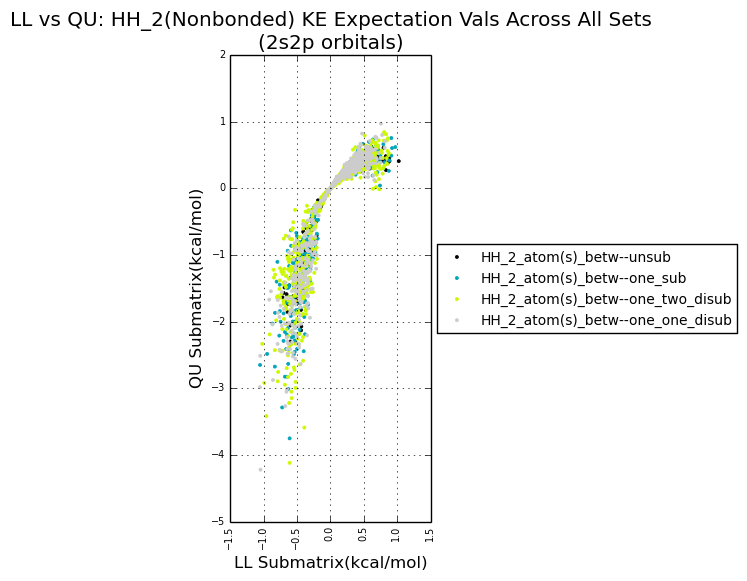 LL vs QU: HH_2(Nonbonded) KE Expectation Vals Across All Sets
(2s2p orbitals)
2
1
0
−1
−2
−3
−4
−5
QU Submatrix(kcal/mol)
−1.5
−1.0
−0.5
0.0
0.5
1.0
1.5
LL Submatrix(kcal/mol)
HH_2_atom(s)_betw--unsub
HH_2_atom(s)_betw--one_sub
HH_2_atom(s)_betw--one_two_disub
HH_2_atom(s)_betw--one_one_disub